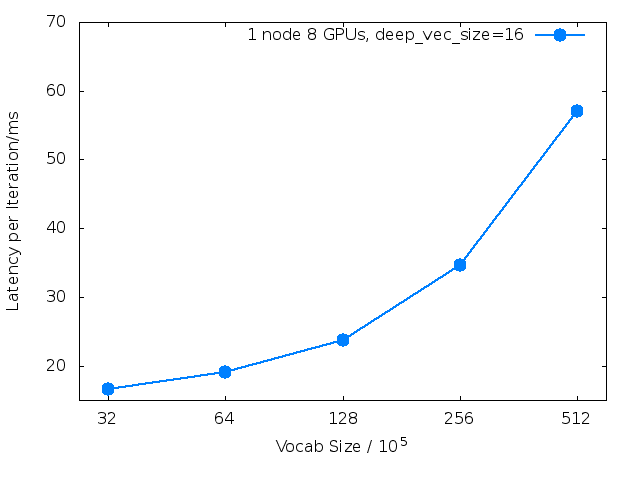 70
1 node 8 GPUs, deep_vec_size=16
60
50
40
30
20
Latency per Iteration/ms
32 64 128 256 512
Vocab Size / 10^5